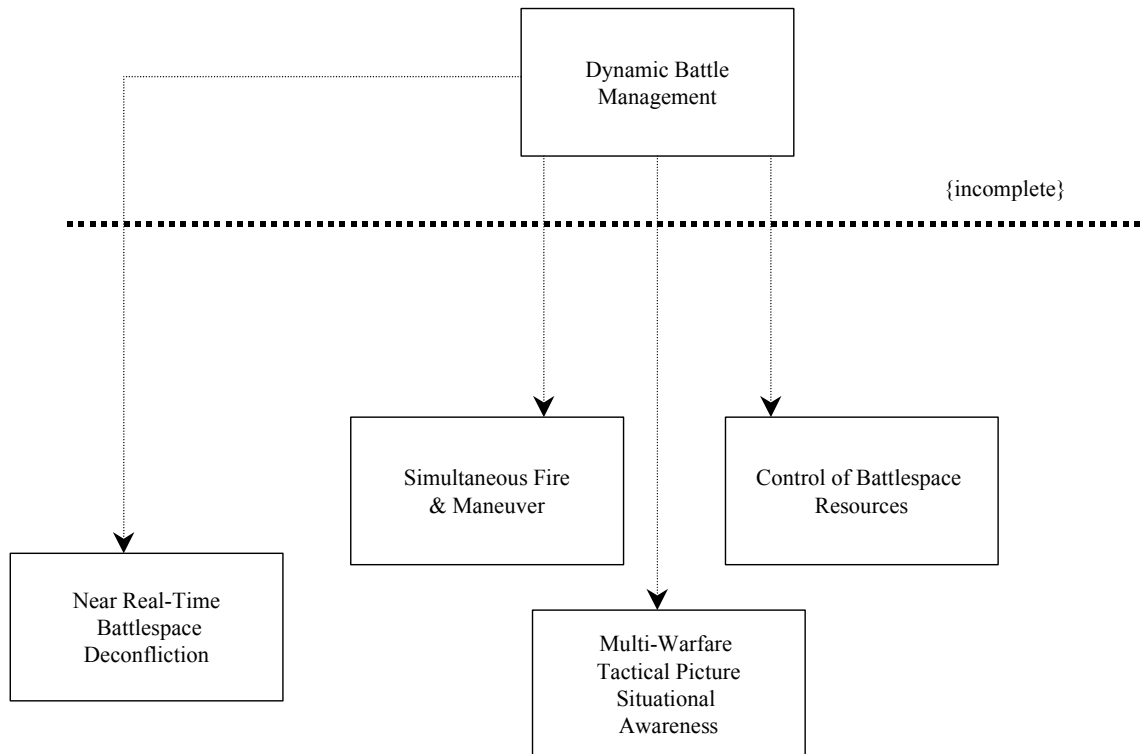 Dynamic Battle
Management
{incomplete}
Simultaneous Fire
& Maneuver
Control of Battlespace
Resources
Near Real-Time
Battlespace
Deconfliction
Multi-Warfare
Tactical Picture
Situational
Awareness